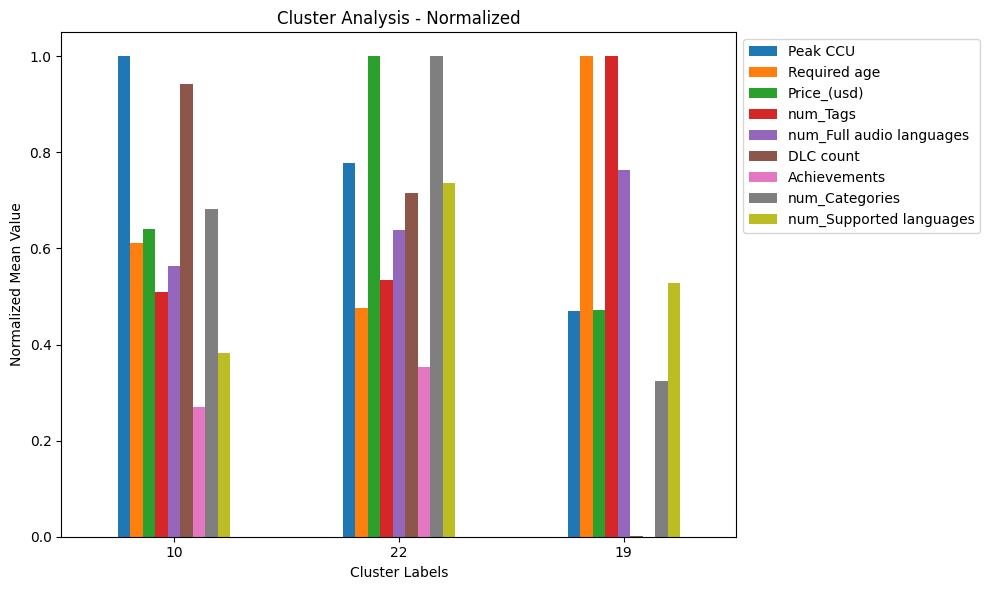 Cluster Analysis - Normalized
Peak CCU
Required age
Price_(usd)
num_Tags
num_Full audio languages
DLC count
Achievements
num_Categories
num_Supported languages
Normalized Mean Value
1.0
0.8
0.6
0.4
0.2
0.0
10
22
19
Cluster Labels